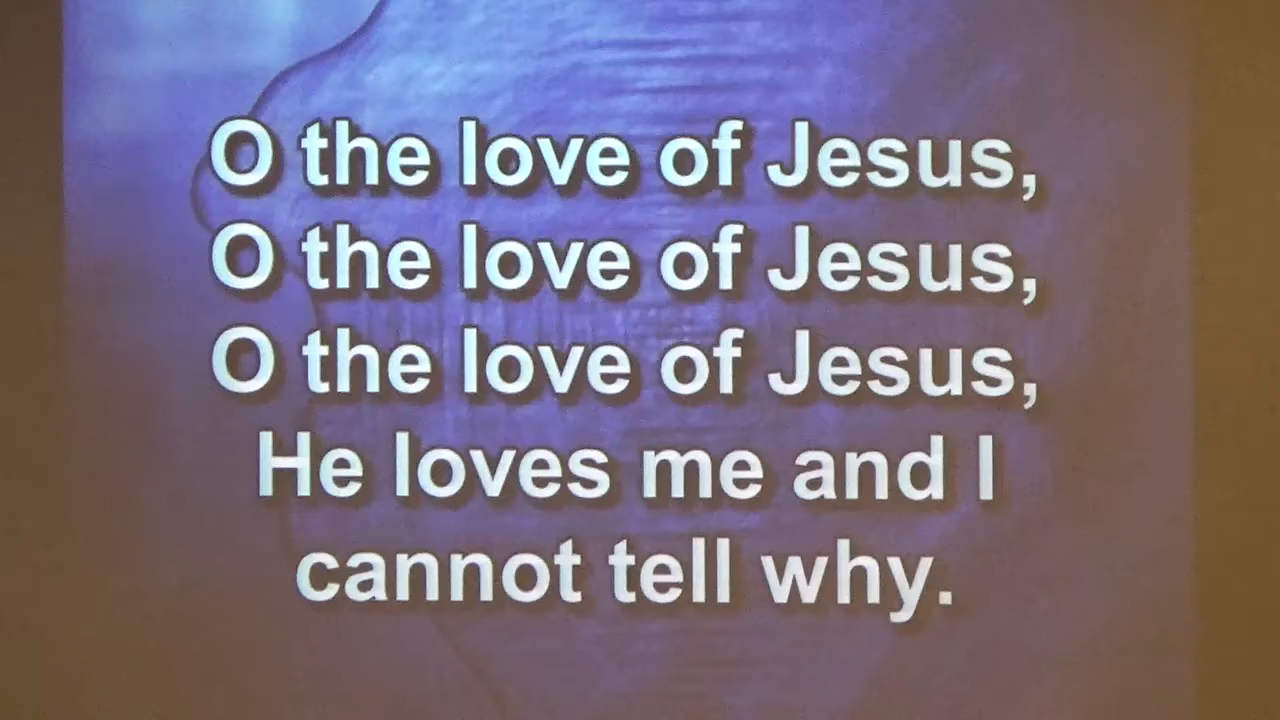 O the love of Jesus,
O the love of Jesus,
O the love of Jesus,
He loves me and I
cannot tell why.